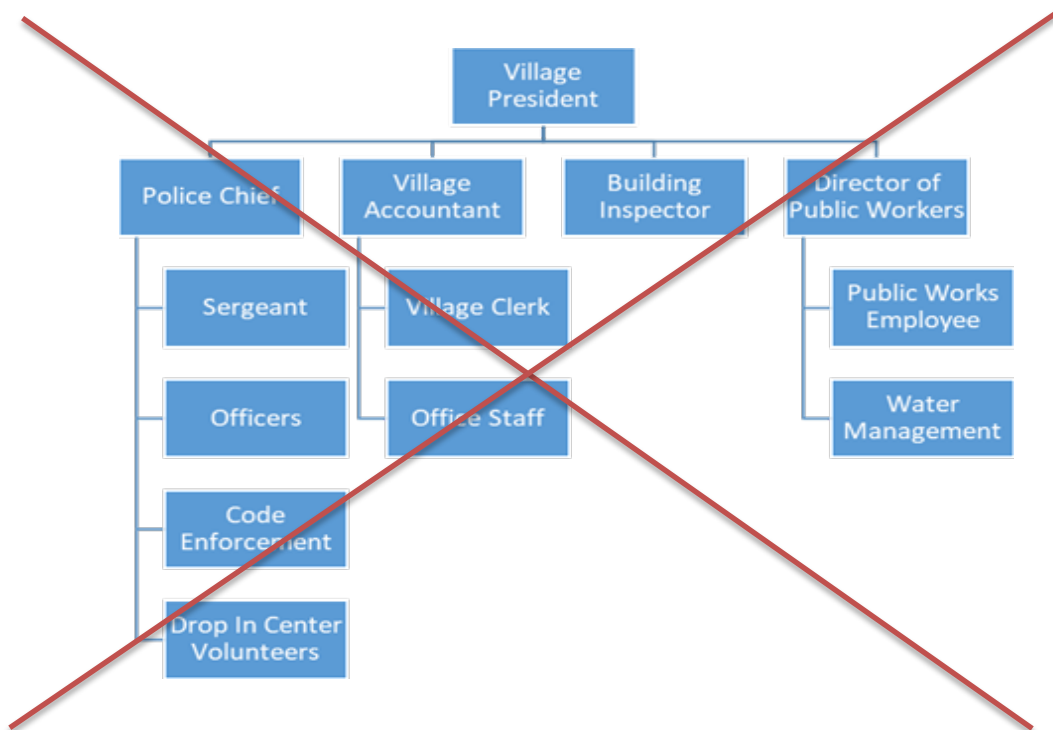 Village
President
Police Chief
Village
Accountant
Building
Inspector
Director of
Public Workers
Sergeant
Officers
Code
Enforcement
Drop In Center
Volunteers
Village Clerk
Office Staff
Public Works
Employee
Water
Management